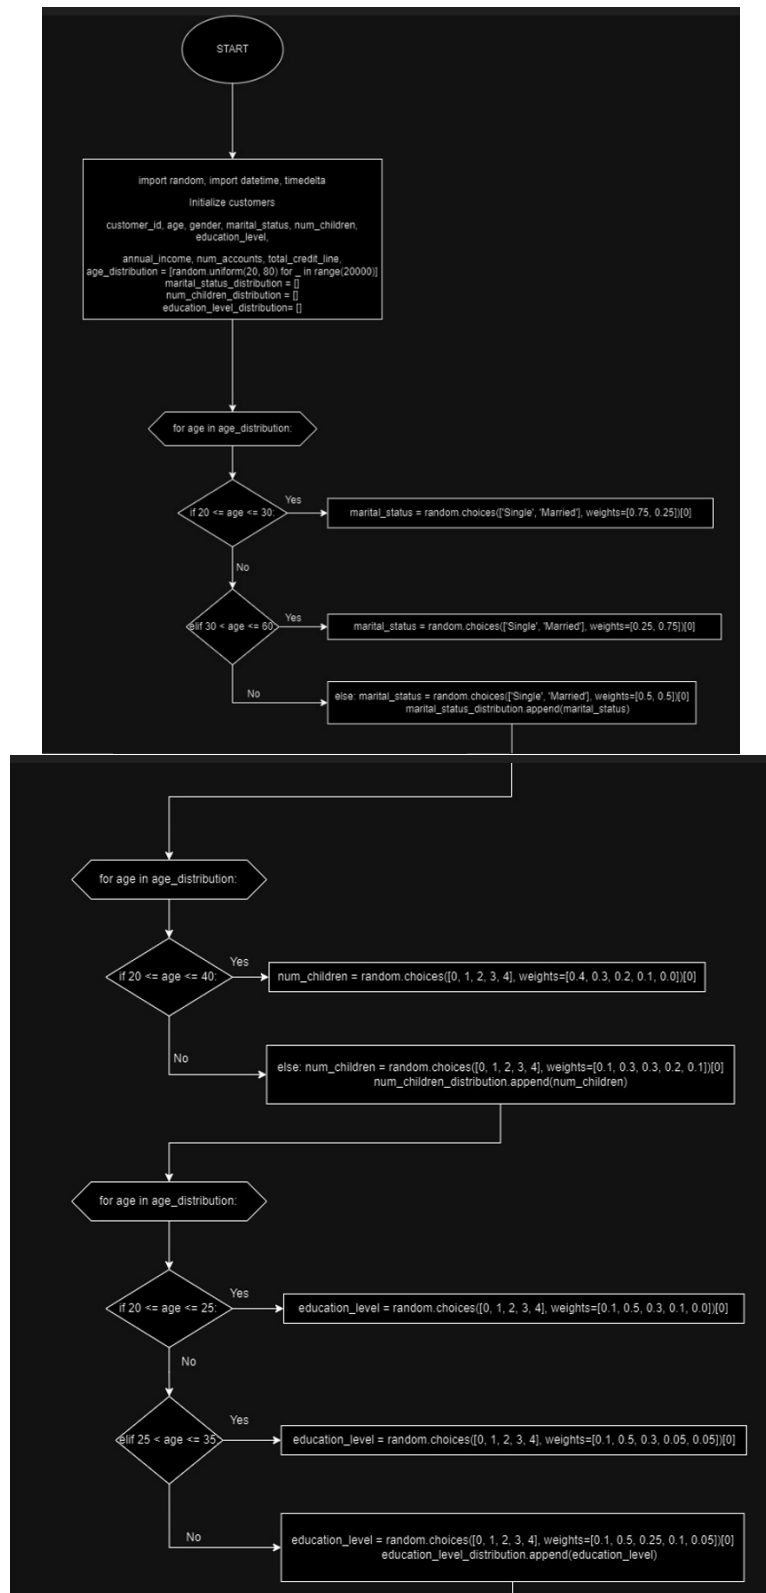 START
import random, import datetime, timedelta
Initialize customers
customer_id, age, gender, marital_status, num_children,
education_level,
annual_income, num_accounts, total_credit_line,
age_distribution = [random.uniform(20, 80) for _ in range(20000)]
marital_status_distribution = []
num_children_distribution = []
education_level_distribution= []
for age in age_distribution:
if 20 <= age <= 30:
Yes
marital_status = random.choices(['Single', 'Married'], weights=[0.75, 0.25])[0]
No
elif 30 < age <= 60
Yes
marital_status = random.choices(['Single', 'Married'], weights=[0.25, 0.75])[0]
No
else: marital_status = random.choices(['Single', 'Married'], weights=[0.5, 0.5])[0]
marital_status_distribution.append(marital_status)
for age in age_distribution:
if 20 <= age <= 40:
Yes
num_children = random.choices([0, 1, 2, 3, 4], weights=[0.4, 0.3, 0.2, 0.1, 0.0])[0]
No
else: num_children = random.choices([0, 1, 2, 3, 4], weights=[0.1, 0.3, 0.3, 0.2, 0.1])[0]
num_children_distribution.append(num_children)
for age in age_distribution:
if 20 <= age <= 25:
Yes
education_level = random.choices([0, 1, 2, 3, 4], weights=[0.1, 0.5, 0.3, 0.1, 0.0])[0]
No
elif 25 < age <= 35
Yes
education_level = random.choices([0, 1, 2, 3, 4], weights=[0.1, 0.5, 0.3, 0.05, 0.05])[0]
No
education_level = random.choices([0, 1, 2, 3, 4], weights=[0.1, 0.5, 0.25, 0.1, 0.05])[0]
education_level_distribution.append(education_level)